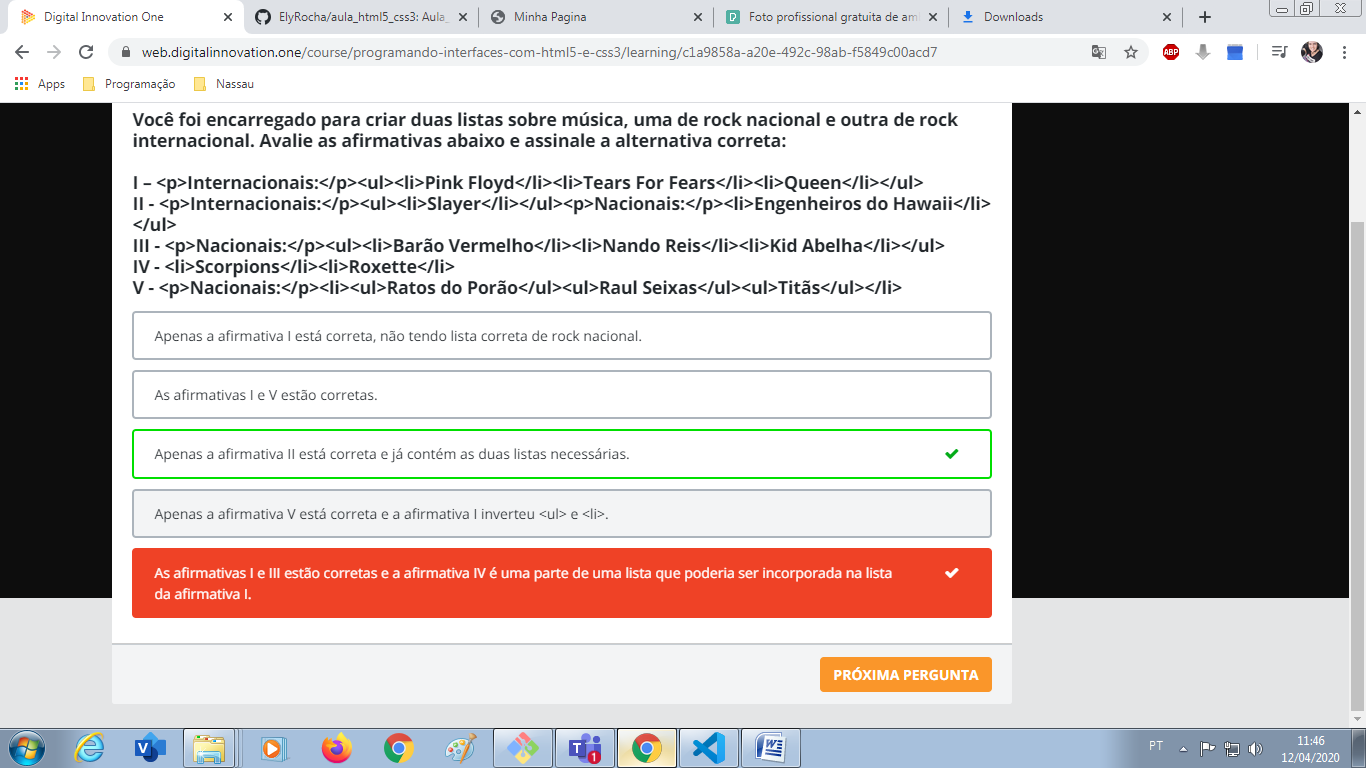 Digital Innovation One
ElyRocha/aula_html5_css3: Aula_
Minha Pagina
Foto profissional gratuita de am
Downloads
web.digitalinnovation.one/course/programando-interfaces-com-html5-e-css3/learning/c1a9858a-a20e-492c-98ab-f5849c00acd7
ABP
Apps
Programação
Nassau
Você foi encarregado para criar duas listas sobre música, uma de rock nacional e outra de rock
internacional. Avalie as afirmativas abaixo e assinale a alternativa correta:
I – <p>Internacionais:</p><ul><li>Pink Floyd</li><li>Tears For Fears</li><li>Queen</li></ul>
II - <p>Internacionais:</p><ul><li>Slayer</li></ul><p>Nacionais:</p><li>Engenheiros do Hawaii</li>
</ul>
III - <p>Nacionais:</p><ul><li>Barão Vermelho</li><li>Nando Reis</li><li>Kid Abelha</li></ul>
IV - <li>Scorpions</li><li>Roxette</li>
V - <p>Nacionais:</p><li><ul>Ratos do Porão</ul><ul>Raul Seixas</ul><ul>Titãs</ul></li>
Apenas a afirmativa I está correta, não tendo lista correta de rock nacional.
As afirmativas I e V estão corretas.
Apenas a afirmativa II está correta e já contém as duas listas necessárias.
Apenas a afirmativa V está correta e a afirmativa I inverteu <ul> e <li>.
As afirmativas I e III estão corretas e a afirmativa IV é uma parte de uma lista que poderia ser incorporada na lista
da afirmativa I.
PRÓXIMA PERGUNTA
PT
11:46
12/04/2020